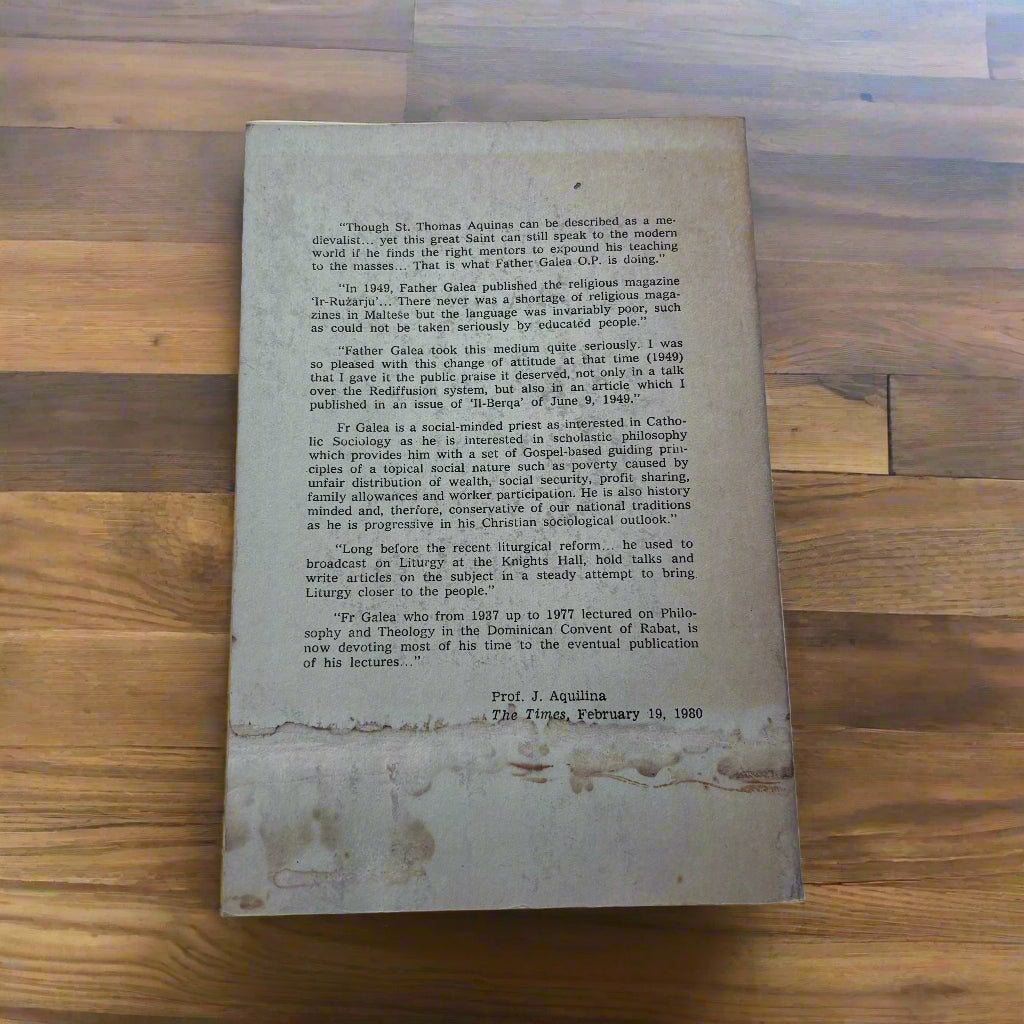 “Though St. Thomas Aquinas can be described as a me-
dievalist... yet this great Saint can still speak to the modern
world if he finds the right mentors to expound his teaching
to the masses... That is what Father Galea O.P. is doing.”
“In 1949, Father Galea published the religious magazine
‘Ir-Rużarju’... There never was a shortage of religious maga-
zines in Maltese but the language was invariably poor, such
as could not be taken seriously by educated people.”
“Father Galea took this medium quite seriously. I was
so pleased with this change of attitude at that time (1949)
that I gave it the public praise it deserved, not only in a talk
over the Rediffusion system, but also in an article which I
published in an issue of ‘Il-Berqa’ of June 9, 1949.”
Fr Galea is a social-minded priest as interested in Catho-
lic Sociology as he is interested in scholastic philosophy
which provides him with a set of Gospel-based guiding prin-
ciples of a topical social nature such as poverty caused by
unfair distribution of wealth, social security, profit sharing,
family allowances and worker participation. He is also history
minded and, therfore, conservative of our national traditions
as he is progressive in his Christian sociological outlook.”
“Long before the recent liturgical reform... he used to
broadcast on Liturgy at the Knights Hall, hold talks and
write articles on the subject in a steady attempt to bring
Liturgy closer to the people.”
“Fr Galea who from 1937 up to 1977 lectured on Philo-
sophy and Theology in the Dominican Convent of Rabat, is
now devoting most of his time to the eventual publication
of his lectures...”
Prof. J. Aquilina
The Times, February 19, 1980